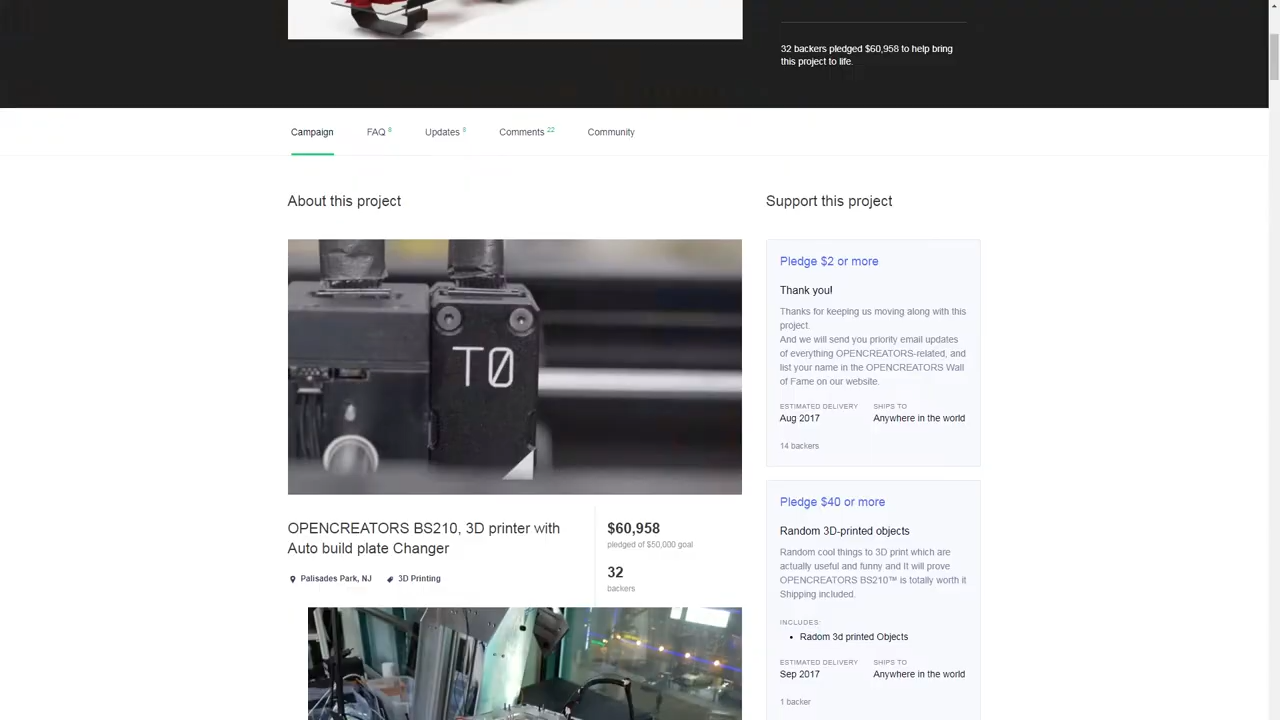 32 backers pledged $60,958 to help bring
this project to life.
Campaign
FAQ 8
Updates 8
Comments 22
Community
About this project
Support this project
T0
OPENCREATORS BS210, 3D printer with
Auto build plate Changer
Palisades Park, NJ
3D Printing
$60,958
pledged of $50,000 goal
32
backers
Pledge $2 or more
Thank you!
Thanks for keeping us moving along with this
project.
And we will send you priority email updates
of everything OPENCREATORS-related, and
list your name in the OPENCREATORS Wall
of Fame on our website.
ESTIMATED DELIVERY
SHIPS TO
Aug 2017
Anywhere in the world
14 backers
Pledge $40 or more
Random 3D-printed objects
Random cool things to 3D print which are
actually useful and funny and It will prove
OPENCREATORS BS210™ is totally worth it
Shipping included.
INCLUDES:
• Radom 3d printed Objects
ESTIMATED DELIVERY
SHIPS TO
Sep 2017
Anywhere in the world
1 backer